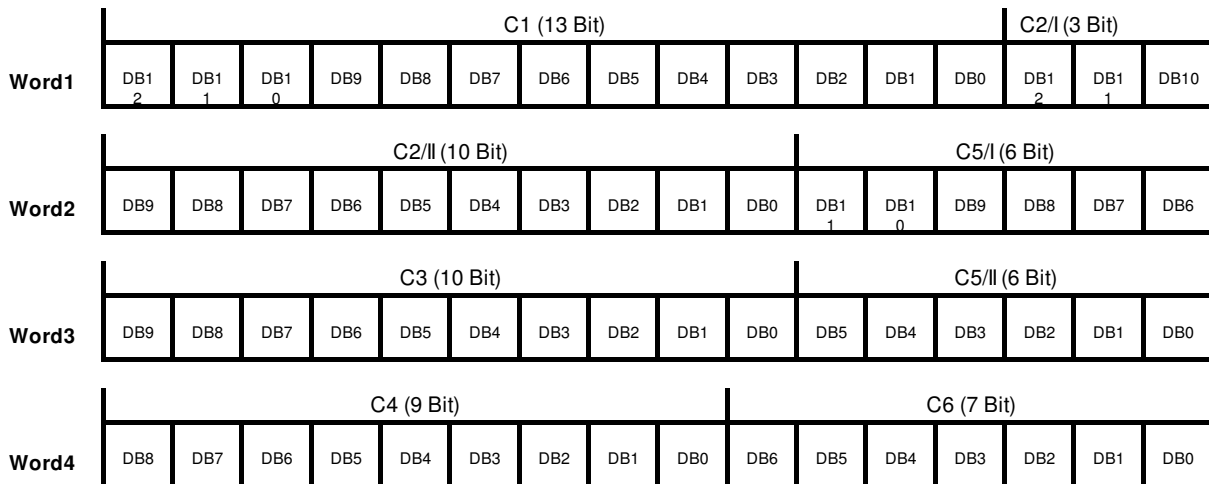 C1 (13 Bit) C2/I (3 Bit)
Word1 DB12 DB11 DB10 DB9 DB8 DB7 DB6 DB5 DB4 DB3 DB2 DB1 DB0 DB12 DB11 DB10
C2/II (10 Bit) C5/I (6 Bit)
Word2 DB9 DB8 DB7 DB6 DB5 DB4 DB3 DB2 DB1 DB0 DB11 DB10 DB9 DB8 DB7 DB6
C3 (10 Bit) C5/II (6 Bit)
Word3 DB9 DB8 DB7 DB6 DB5 DB4 DB3 DB2 DB1 DB0 DB5 DB4 DB3 DB2 DB1 DB0
C4 (9 Bit) C6 (7 Bit)
Word4 DB8 DB7 DB6 DB5 DB4 DB3 DB2 DB1 DB0 DB6 DB5 DB4 DB3 DB2 DB1 DB0